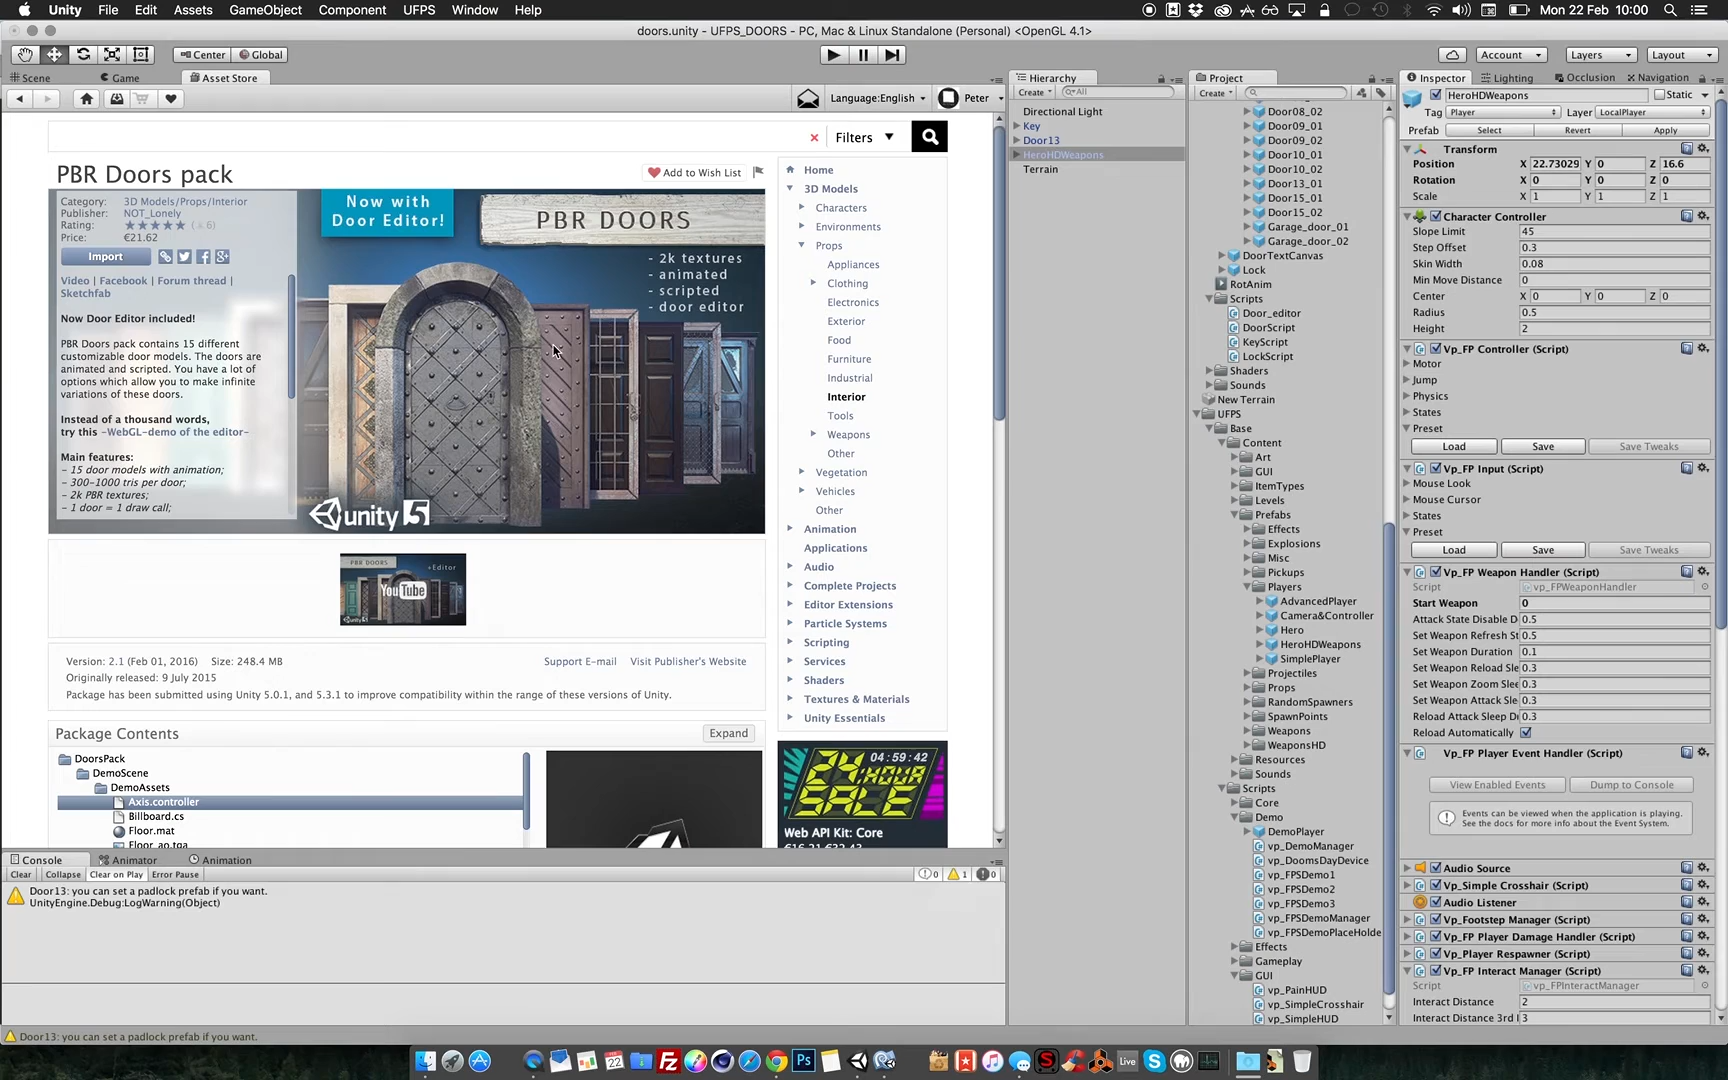 Unity File Edit Assets GameObject Component UFPS Window Help Mon 22 Feb 10:00
doors.unity - UFPS_DOORS - PC, Mac & Linux Standalone (Personal) <OpenGL 4.1>
Center Global Account Layers Layout
Scene Game Asset Store
Language:English Peter
Filters
PBR Doors pack
Add to Wish List
Category: 3D Models/Props/Interior
Publisher: NOT_Lonely
Rating: (6)
Price: €21.62
Import
Video | Facebook | Forum thread |
Sketchfab
Now Door Editor included!
PBR Doors pack contains 15 different
customizable door models. The doors are
animated and scripted. You have a lot of
options which allow you to make infinite
variations of these doors.
Instead of a thousand words,
try this -WebGL-demo of the editor-
Main features:
- 15 door models with animation;
- 300-1000 tris per door;
- 2k PBR textures;
- 1 door = 1 draw call;
Now with
Door Editor!
PBR DOORS
- 2k textures
- animated
- scripted
- door editor
unity 5
PBR DOORS
+Editor
YouTube
Version: 2.1 (Feb 01, 2016) Size: 248.4 MB
Support E-mail Visit Publisher's Website
Originally released: 9 July 2015
Package has been submitted using Unity 5.0.1, and 5.3.1 to improve compatibility within the range of these versions of Unity.
Package Contents
Expand
DoorsPack
DemoScene
DemoAssets
Axis.controller
Billboard.cs
Floor.mat
Floor_ao.tga
Home
3D Models
Characters
Environments
Props
Appliances
Clothing
Electronics
Exterior
Food
Furniture
Industrial
Interior
Tools
Weapons
Other
Vegetation
Vehicles
Other
Animation
Applications
Audio
Complete Projects
Editor Extensions
Particle Systems
Scripting
Services
Shaders
Textures & Materials
Unity Essentials
04:59:42
24 HOUR
SALE
Web API Kit: Core
€16.21 €32.43
Console Animator Animation
Clear Collapse Clear on Play Error Pause 0 1 0
Door13: you can set a padlock prefab if you want.
UnityEngine.Debug:LogWarning(Object)
Door13: you can set a padlock prefab if you want.
Hierarchy
Create All
Directional Light
Key
Door13
HeroHDWeapons
Terrain
Project
Create
Door08_02
Door09_01
Door09_02
Door10_01
Door10_02
Door13_01
Door15_01
Door15_02
Garage_door_01
Garage_door_02
DoorTextCanvas
Lock
RotAnim
Scripts
Door_editor
DoorScript
KeyScript
LockScript
Shaders
Sounds
New Terrain
UFPS
Base
Content
Art
GUI
ItemTypes
Levels
Prefabs
Effects
Explosions
Misc
Pickups
Players
AdvancedPlayer
Camera&Controller
Hero
HeroHDWeapons
SimplePlayer
Projectiles
Props
RandomSpawners
SpawnPoints
Weapons
WeaponsHD
Resources
Sounds
Scripts
Core
Demo
DemoPlayer
vp_DemoManager
vp_DoomsDayDevice
vp_FPSDemo1
vp_FPSDemo2
vp_FPSDemo3
vp_FPSDemoManager
vp_FPSDemoPlaceHolde
Effects
Gameplay
GUI
vp_PainHUD
vp_SimpleCrosshair
vp_SimpleHUD
Inspector Lighting Occlusion Navigation
HeroHDWeapons Static
Tag Player Layer LocalPlayer
Prefab Select Revert Apply
Transform
Position X 22.73029 Y 0 Z 16.6
Rotation X 0 Y 0 Z 0
Scale X 1 Y 1 Z 1
Character Controller
Slope Limit 45
Step Offset 0.3
Skin Width 0.08
Min Move Distance 0
Center X 0 Y 0 Z 0
Radius 0.5
Height 2
Vp_FP Controller (Script)
Motor
Jump
Physics
States
Preset
Load Save Save Tweaks
Vp_FP Input (Script)
Mouse Look
Mouse Cursor
States
Preset
Load Save Save Tweaks
Vp_FP Weapon Handler (Script)
Script vp_FPWeaponHandler
Start Weapon 0
Attack State Disable D 0.5
Set Weapon Refresh St 0.5
Set Weapon Duration 0.1
Set Weapon Reload Sle 0.3
Set Weapon Zoom Slee 0.3
Set Weapon Attack Sle 0.3
Reload Attack Sleep D 0.3
Reload Automatically
Vp_FP Player Event Handler (Script)
View Enabled Events Dump to Console
Events can be viewed when the application is playing.
See the docs for more info about the Event System.
Audio Source
Vp_Simple Crosshair (Script)
Audio Listener
Vp_Footstep Manager (Script)
Vp_FP Player Damage Handler (Script)
Vp_Player Respawner (Script)
Vp_FP Interact Manager (Script)
Script vp_FPInteractManager
Interact Distance 2
Interact Distance 3rd 3
22
Ps
Live